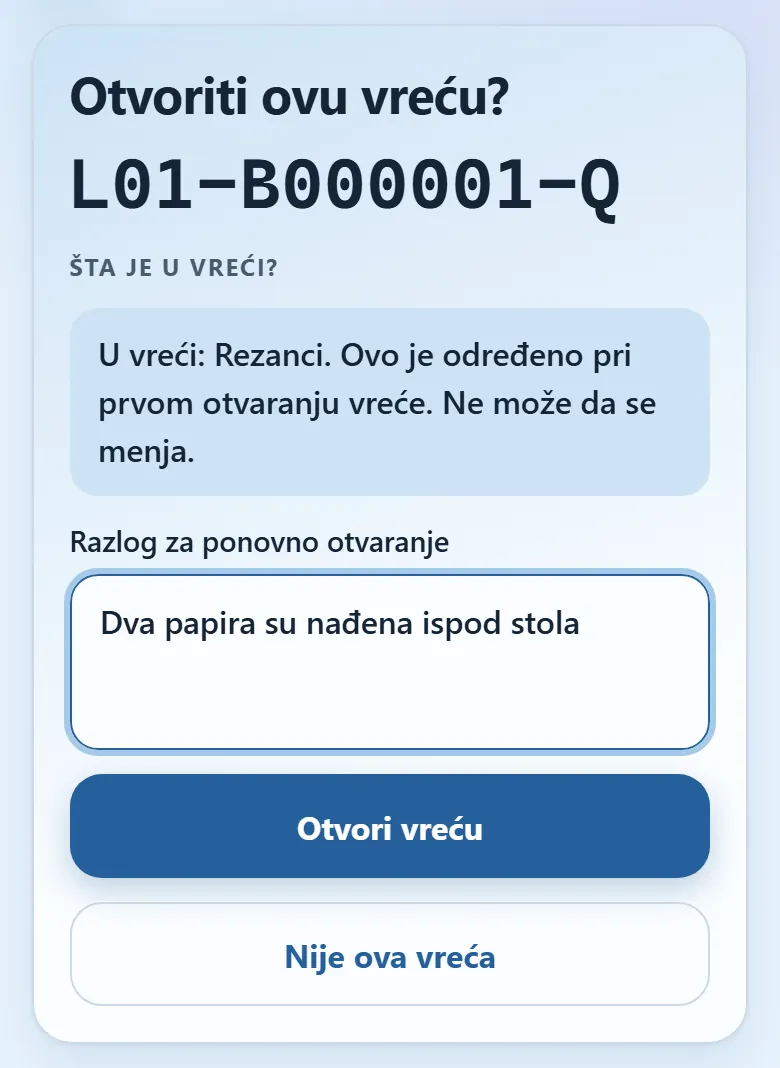 Otvoriti ovu vreću?
L01-B000001-Q
ŠTA JE U VREĆI?
U vreći: Rezanci. Ovo je određeno pri
prvom otvaranju vreće. Ne može da se
menja.
Razlog za ponovno otvaranje
Dva papira su nađena ispod stola
Otvori vreću
Nije ova vreća